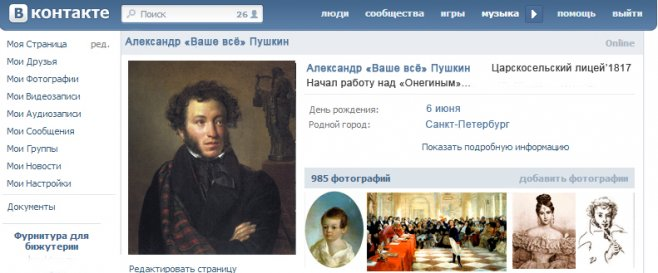 В контакте Поиск 26 люди сообщества игры музыка помощь выйти
Моя Страница ред.
Мои Друзья
Мои Фотографии
Мои Видеозаписи
Мои Аудиозаписи
Мои Сообщения
Мои Группы
Мои Новости
Мои Настройки
Документы
Фурнитура для
бижутерии
Александр «Ваше всё» Пушкин Online
Александр «Ваше всё» Пушкин Царскосельский лицей'1817
Начал работу над «Онегиным»...
День рождения: 6 июня
Родной город: Санкт-Петербург
Показать подробную информацию
985 фотографий добавить фотографии
Редактировать страницу